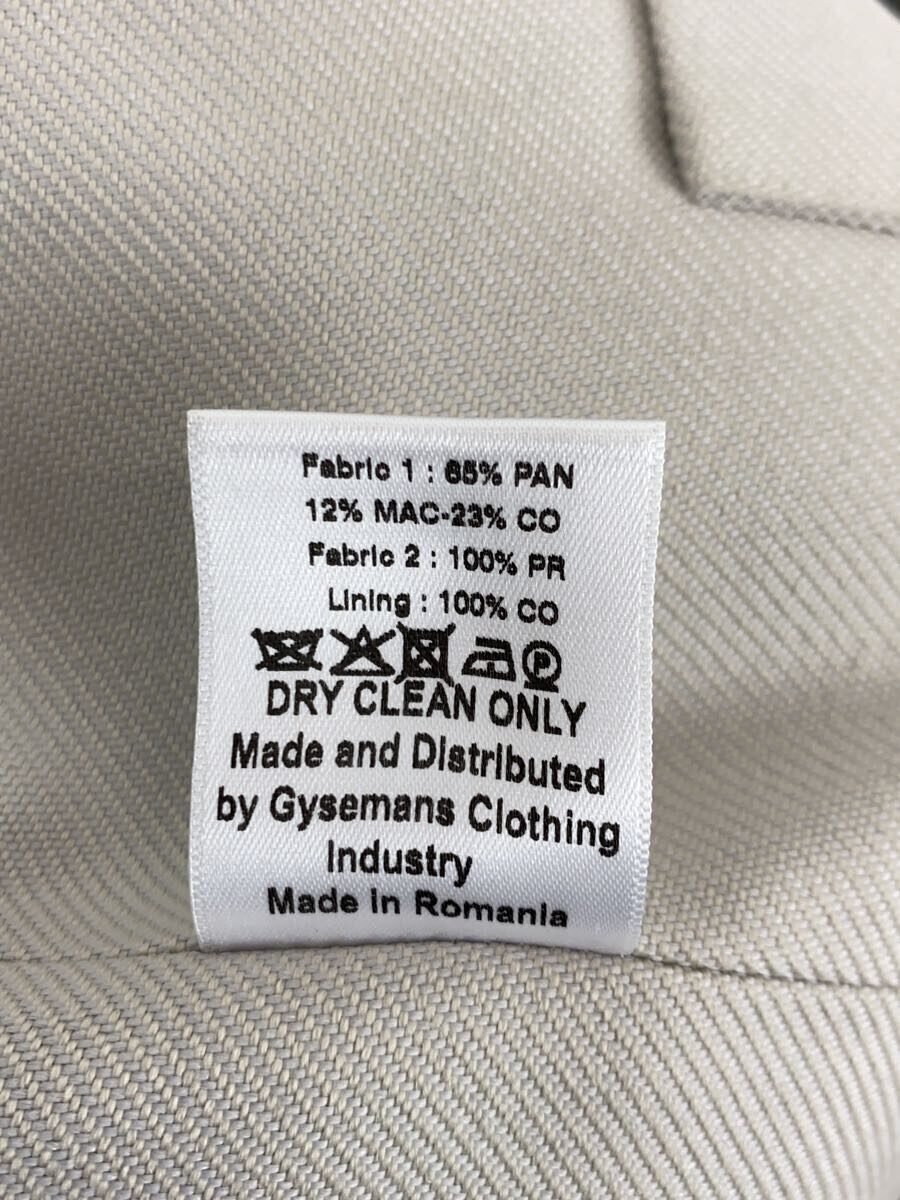 Fabric 1 : 65% PAN
12% MAC-23% CO
Fabric 2 : 100% PR
Lining : 100% CO
P
DRY CLEAN ONLY
Made and Distributed
by Gysemans Clothing
Industry
Made in Romania